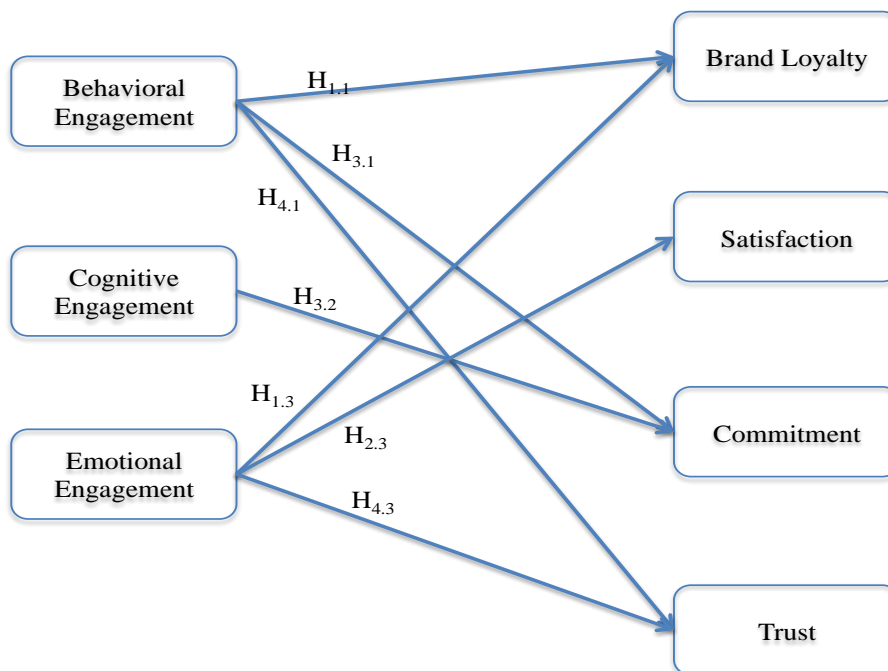 Brand Loyalty
Behavioral
Engagement
H1.1
H3.1
H4.1
Satisfaction
Cognitive
Engagement
H3.2
H1.3
Commitment
H2.3
Emotional
Engagement
H4.3
Trust